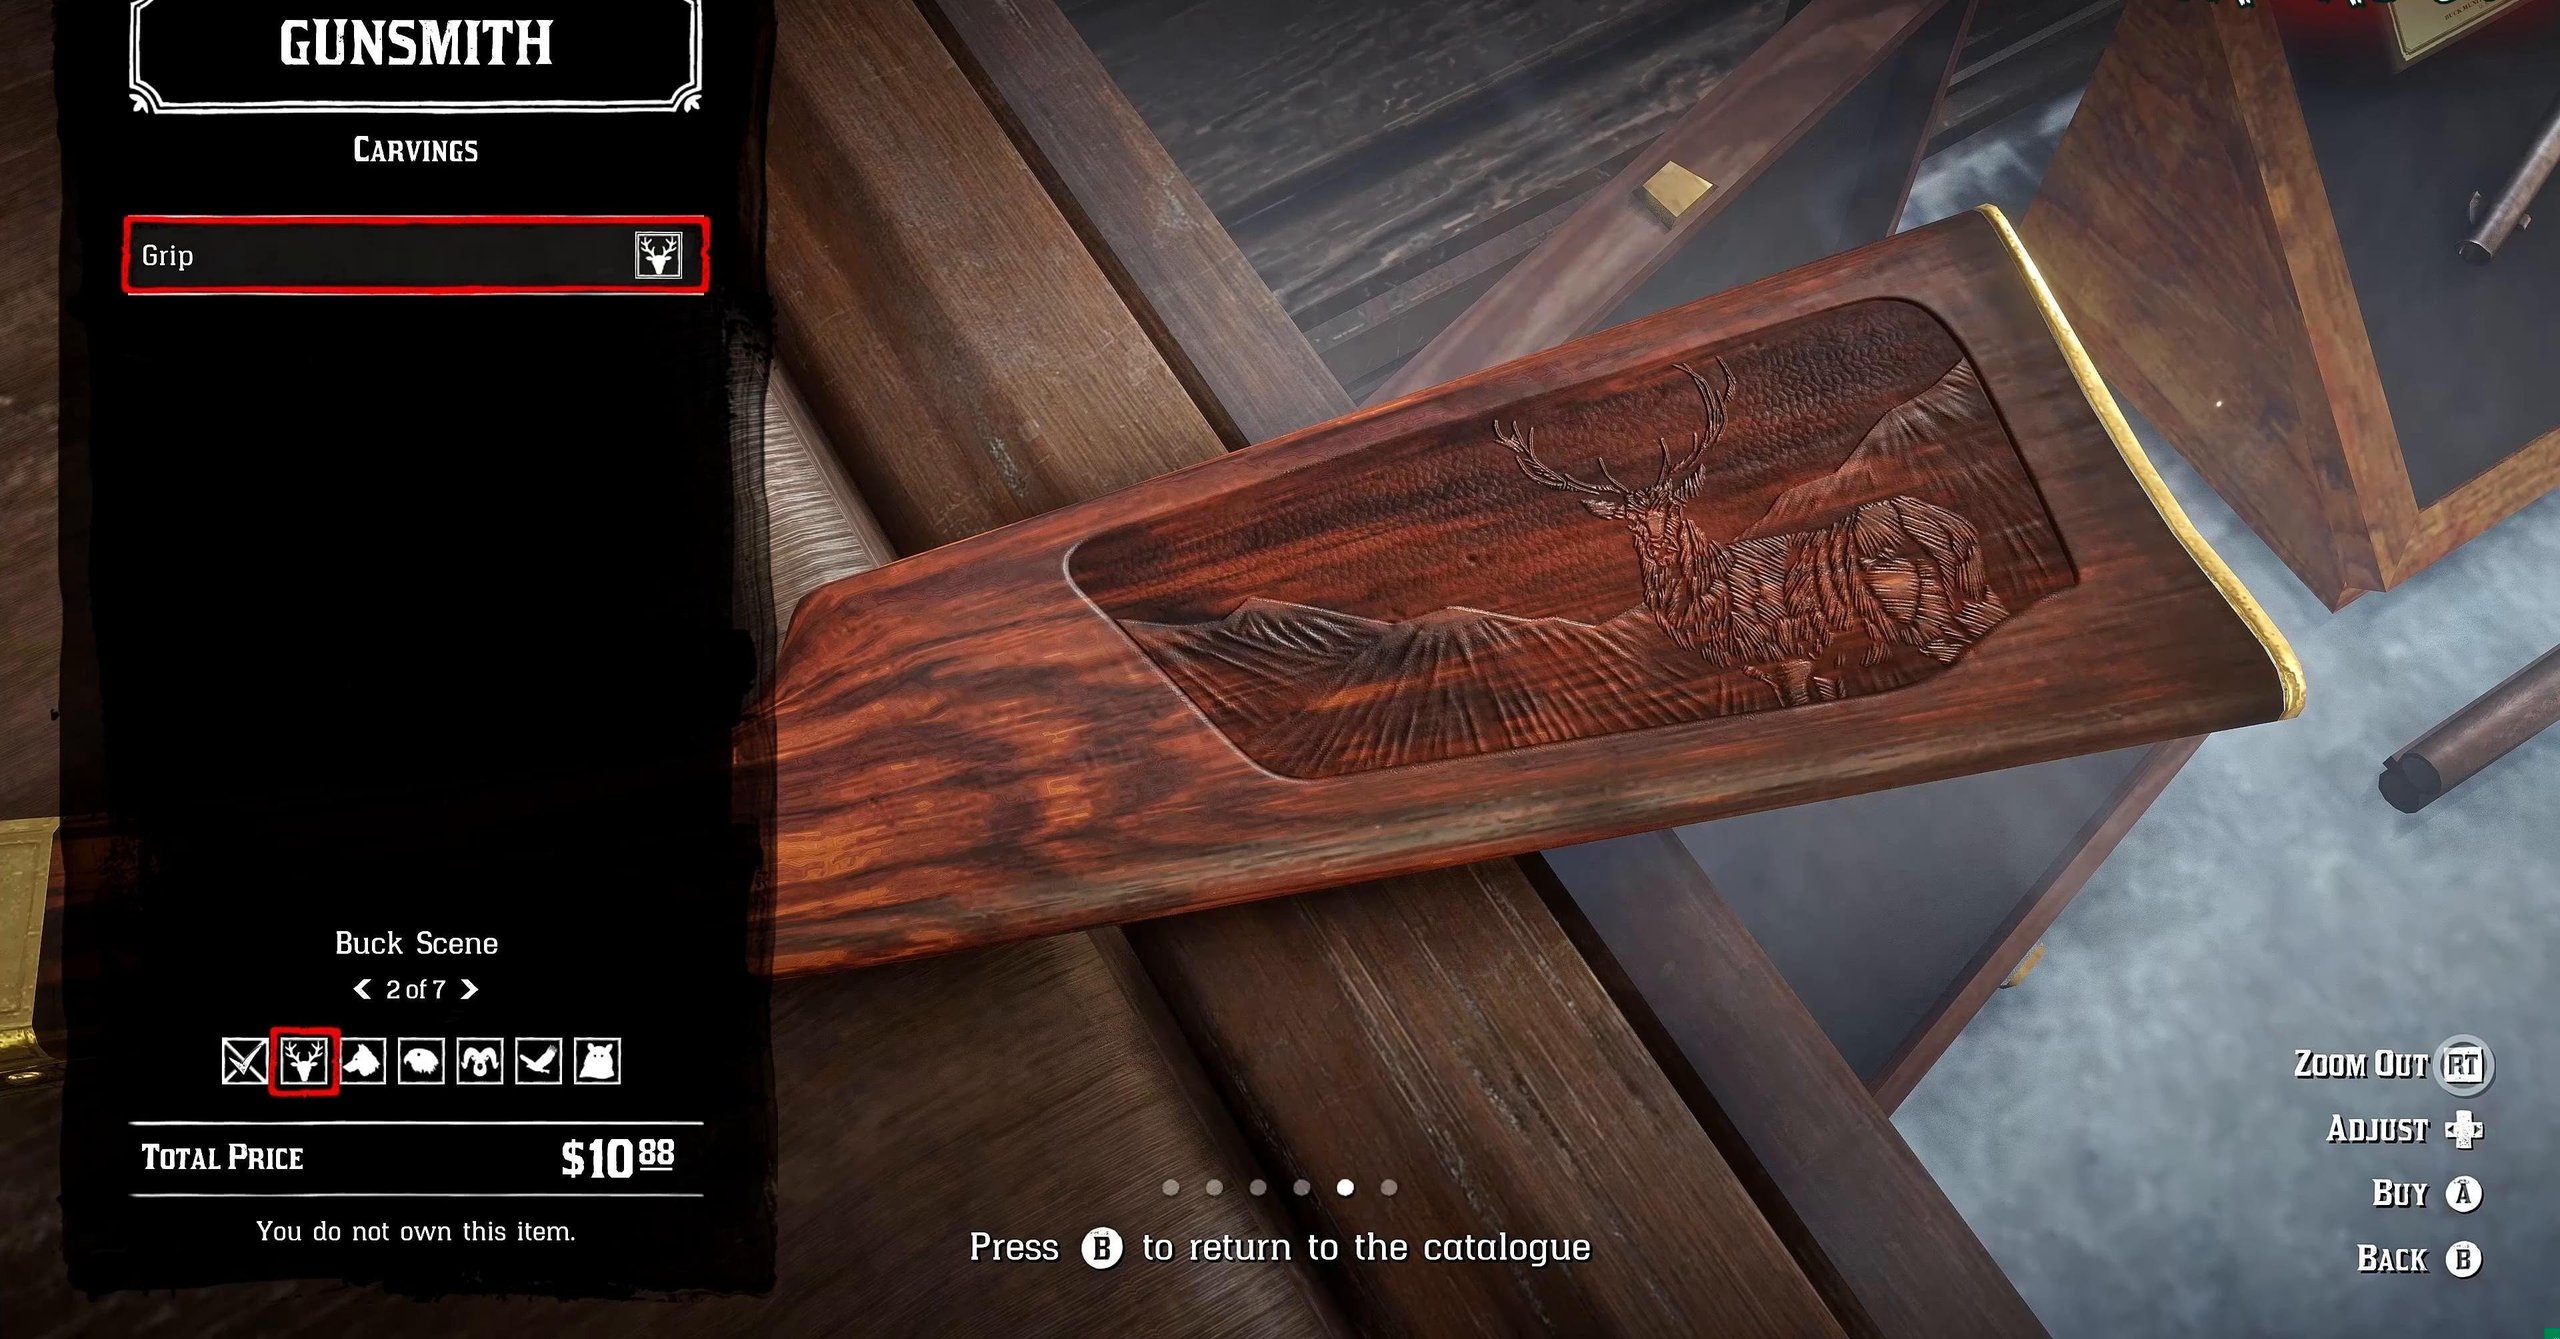 GUNSMITH
CARVINGS
Grip
Buck Scene
2 of 7
TOTAL PRICE $10 88
You do not own this item.
Press B to return to the catalogue
ZOOM OUT RT
ADJUST
BUY A
BACK B